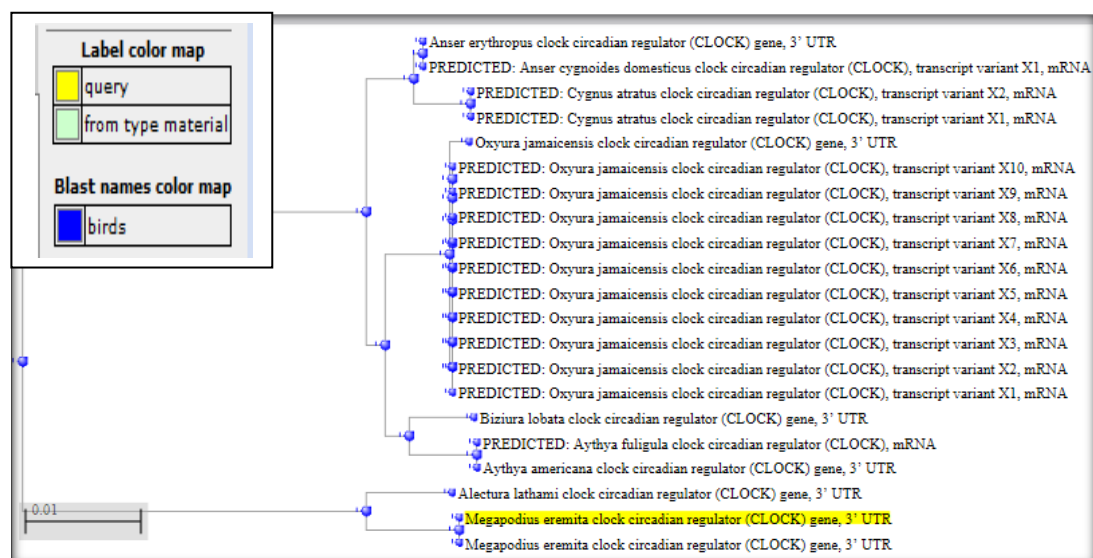 Label color map
query
from type material
Blast names color map
birds
Anser erythropus clock circadian regulator (CLOCK) gene, 3’ UTR
PREDICTED: Anser cygnoides domesticus clock circadian regulator (CLOCK), transcript variant X1, mRNA
PREDICTED: Cygnus atratus clock circadian regulator (CLOCK), transcript variant X2, mRNA
PREDICTED: Cygnus atratus clock circadian regulator (CLOCK), transcript variant X1, mRNA
Oxyura jamaicensis clock circadian regulator (CLOCK) gene, 3’ UTR
PREDICTED: Oxyura jamaicensis clock circadian regulator (CLOCK), transcript variant X10, mRNA
PREDICTED: Oxyura jamaicensis clock circadian regulator (CLOCK), transcript variant X9, mRNA
PREDICTED: Oxyura jamaicensis clock circadian regulator (CLOCK), transcript variant X8, mRNA
PREDICTED: Oxyura jamaicensis clock circadian regulator (CLOCK), transcript variant X7, mRNA
PREDICTED: Oxyura jamaicensis clock circadian regulator (CLOCK), transcript variant X6, mRNA
PREDICTED: Oxyura jamaicensis clock circadian regulator (CLOCK), transcript variant X5, mRNA
PREDICTED: Oxyura jamaicensis clock circadian regulator (CLOCK), transcript variant X4, mRNA
PREDICTED: Oxyura jamaicensis clock circadian regulator (CLOCK), transcript variant X3, mRNA
PREDICTED: Oxyura jamaicensis clock circadian regulator (CLOCK), transcript variant X2, mRNA
PREDICTED: Oxyura jamaicensis clock circadian regulator (CLOCK), transcript variant X1, mRNA
Biziura lobata clock circadian regulator (CLOCK) gene, 3’ UTR
PREDICTED: Aythya fuligula clock circadian regulator (CLOCK), mRNA
Aythya americana clock circadian regulator (CLOCK) gene, 3’ UTR
Alectura lathami clock circadian regulator (CLOCK) gene, 3’ UTR
Megapodius eremita clock circadian regulator (CLOCK) gene, 3’ UTR
Megapodius eremita clock circadian regulator (CLOCK) gene, 3’ UTR
0.01